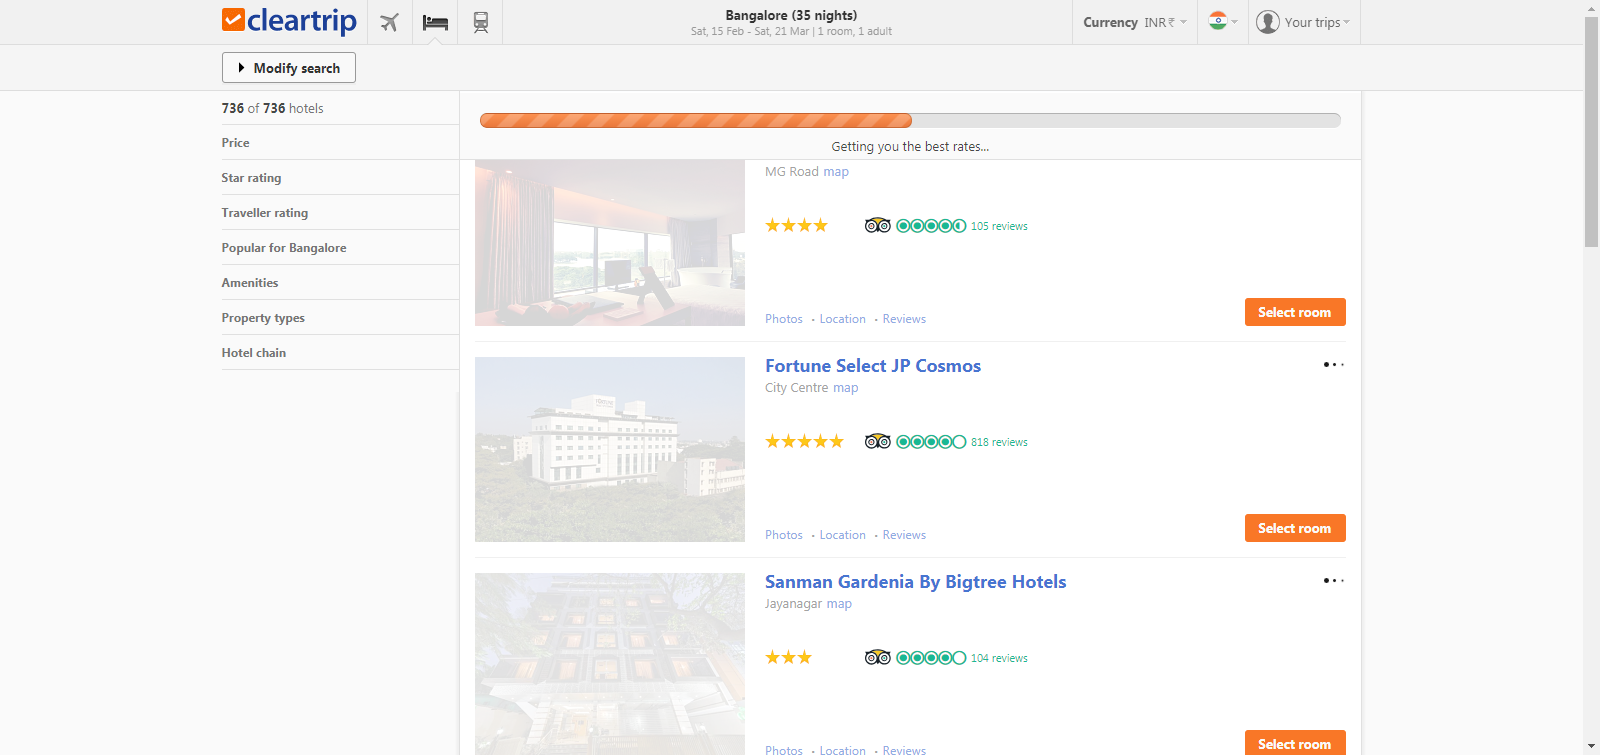 cleartrip
Bangalore (35 nights)
Sat, 15 Feb - Sat, 21 Mar | 1 room, 1 adult
Currency INR ₹
Your trips
Modify search
736 of 736 hotels
Price
Star rating
Traveller rating
Popular for Bangalore
Amenities
Property types
Hotel chain
Getting you the best rates...
MG Road map
105 reviews
Photos • Location • Reviews
Select room
Fortune Select JP Cosmos
City Centre map
818 reviews
Photos • Location • Reviews
Select room
Sanman Gardenia By Bigtree Hotels
Jayanagar map
104 reviews
Photos • Location • Reviews
Select room